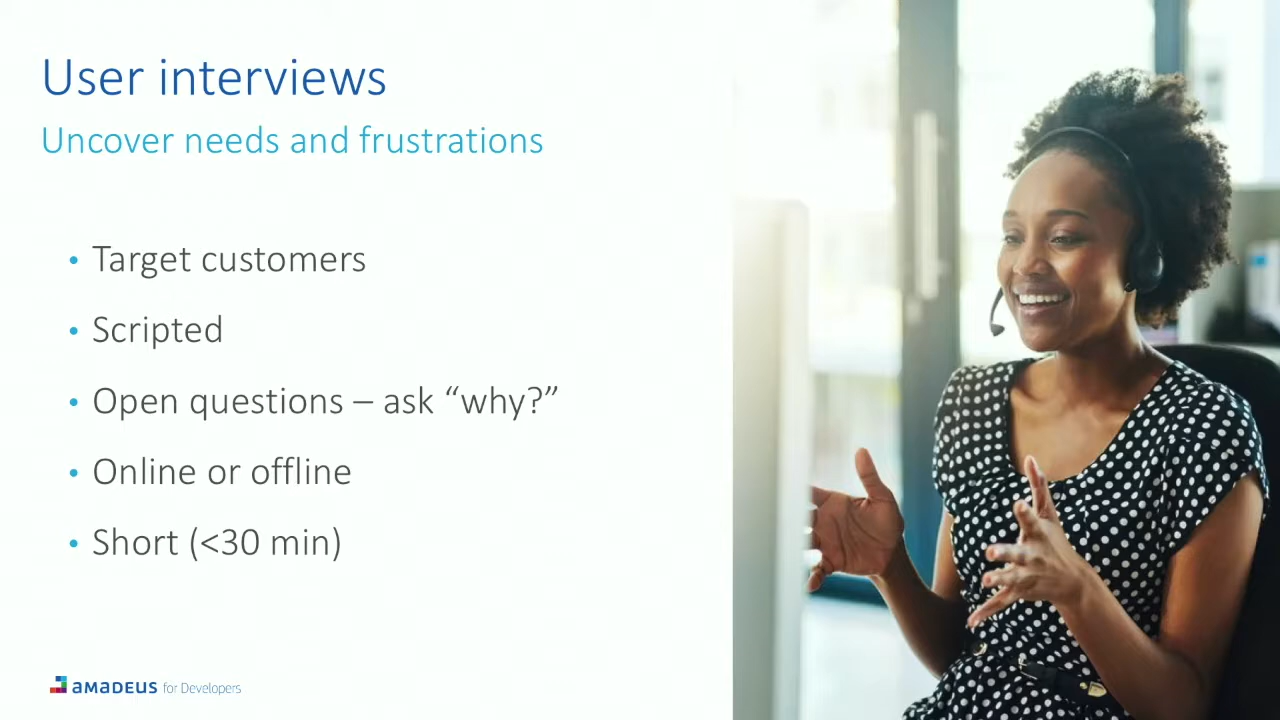 User interviews
Uncover needs and frustrations
• Target customers
• Scripted
• Open questions – ask “why?”
• Online or offline
• Short (<30 min)
amadeus for Developers